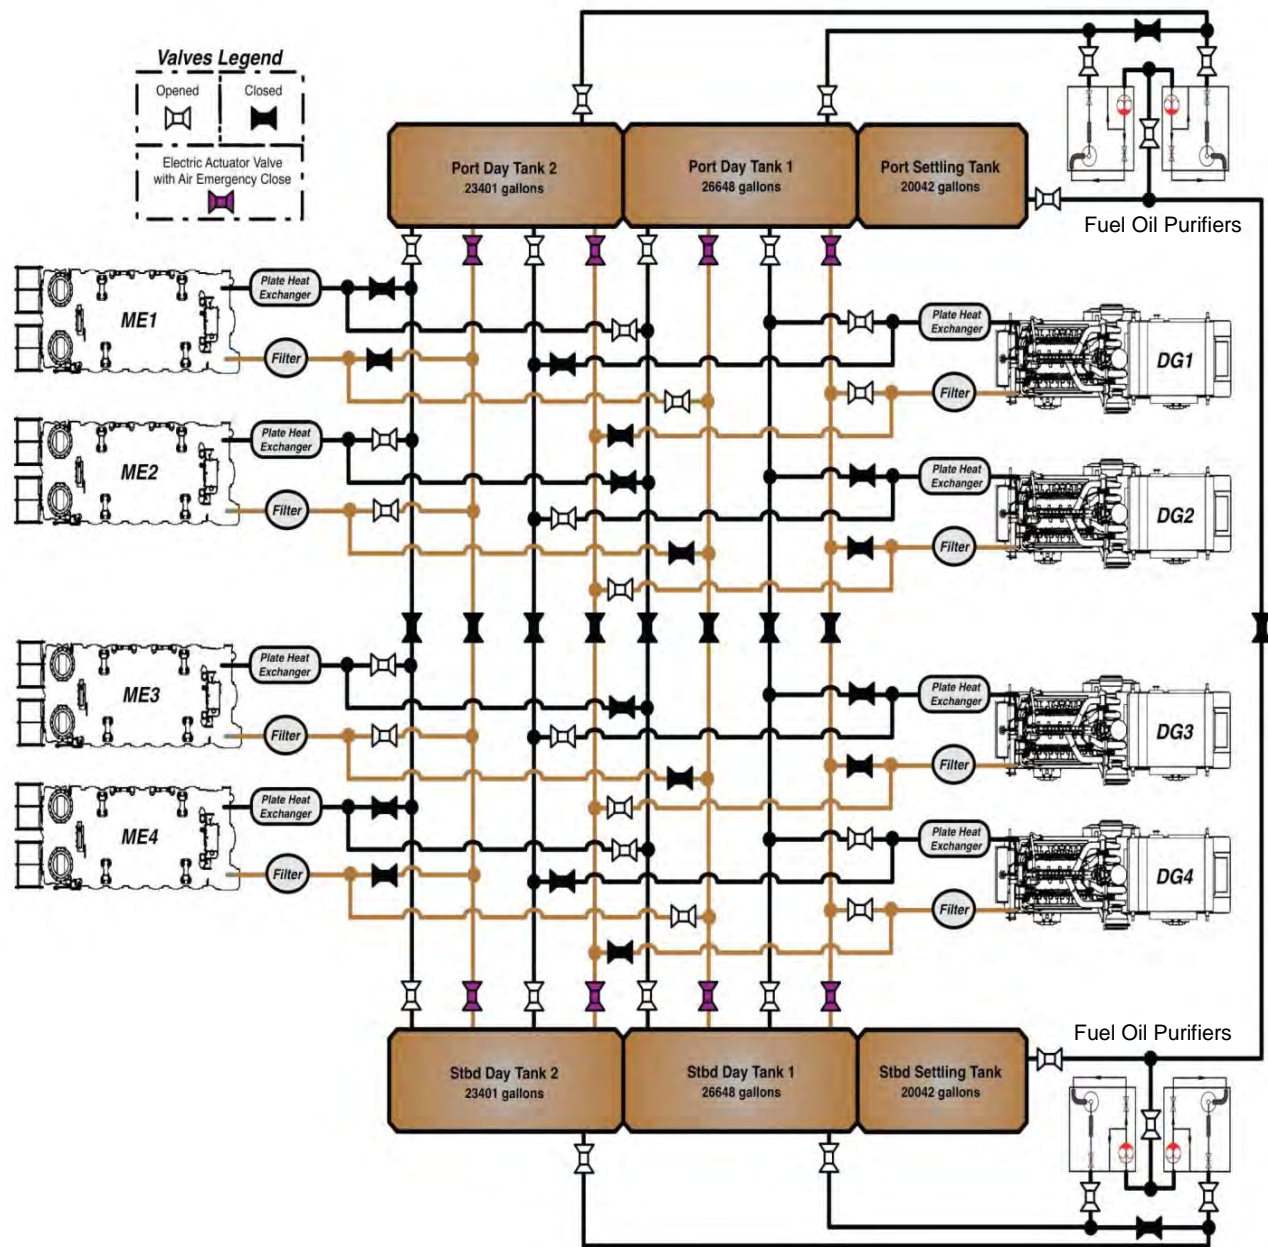 Valves Legend
Opened
Closed
Electric Actuator Valve
with Air Emergency Close
Port Day Tank 2
23401 gallons
Port Day Tank 1
26648 gallons
Port Settling Tank
20042 gallons
Fuel Oil Purifiers
ME1
Plate Heat
Exchanger
Filter
Plate Heat
Exchanger
Filter
DG1
ME2
Plate Heat
Exchanger
Filter
Plate Heat
Exchanger
Filter
DG2
ME3
Plate Heat
Exchanger
Filter
Plate Heat
Exchanger
Filter
DG3
ME4
Plate Heat
Exchanger
Filter
Plate Heat
Exchanger
Filter
DG4
Stbd Day Tank 2
23401 gallons
Stbd Day Tank 1
26648 gallons
Stbd Settling Tank
20042 gallons
Fuel Oil Purifiers